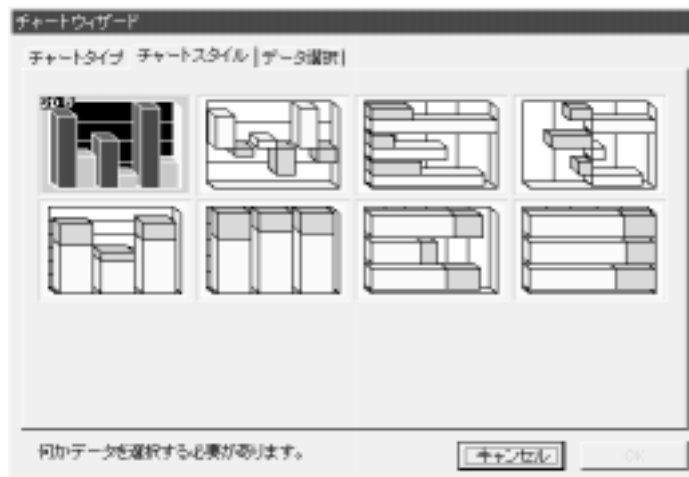 チャートウィザード
チャートタイプ チャートスタイル データ選択
何かデータを選択する必要があります。
キャンセル OK